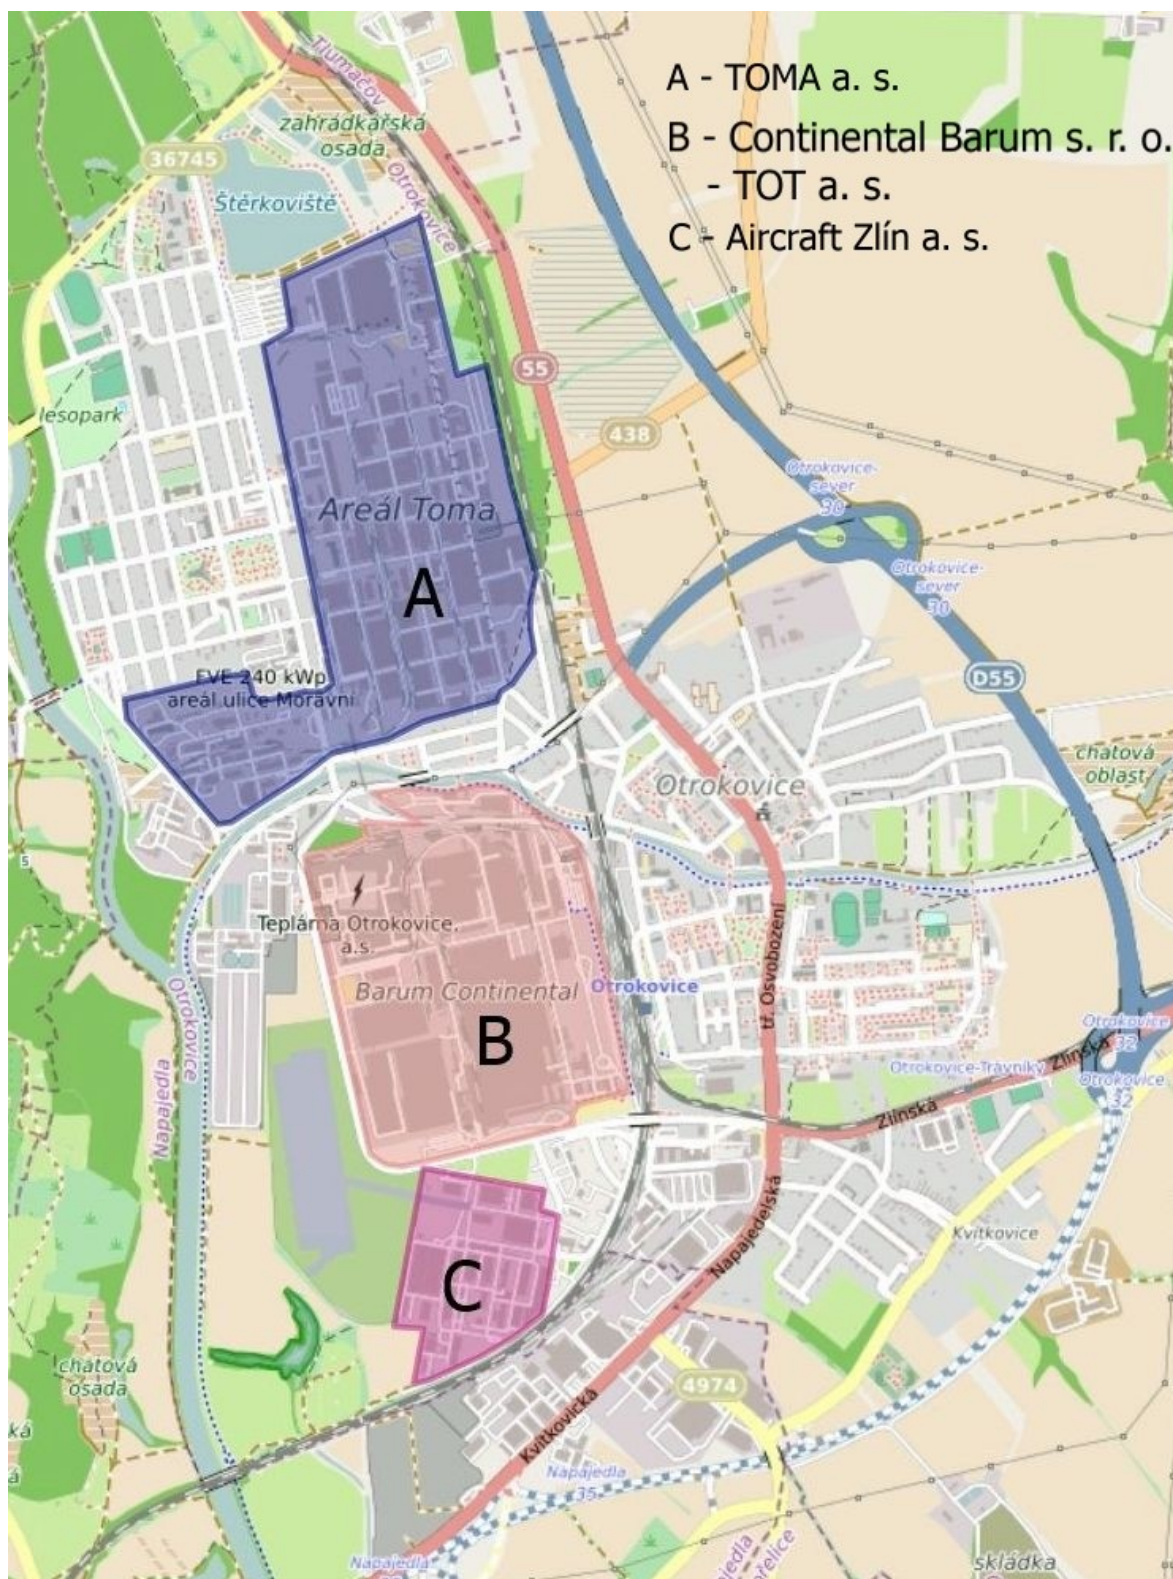 A - TOMA a. s.
B - Continental Barum s. r. o.
- TOT a. s.
C - Aircraft Zlín a. s.
Tlumačov
Otrokovice
zahrádkářská
osada
36745
Štěrkoviště
55
lesopark
438
Otrokovice-
sever
30
Otrokovice-
sever
30
Areál Toma
A
FVE 240 kWp
areál ulice Moravní
D55
chatová
oblast
Otrokovice
5
Teplárna Otrokovice.
a.s.
Barum Continental
B
Otrokovice
tř. Osvobození
Otrokovice
Napajedla
Otrokovice
32
Otrokovice-Trávníky
Zlínská
Otrokovice
32
Zlínská
Napajedelská
Kvítkovice
C
chatová
osada
ká
á
4974
Kvítkovická
Napajedla
35
Napajedla
skládka